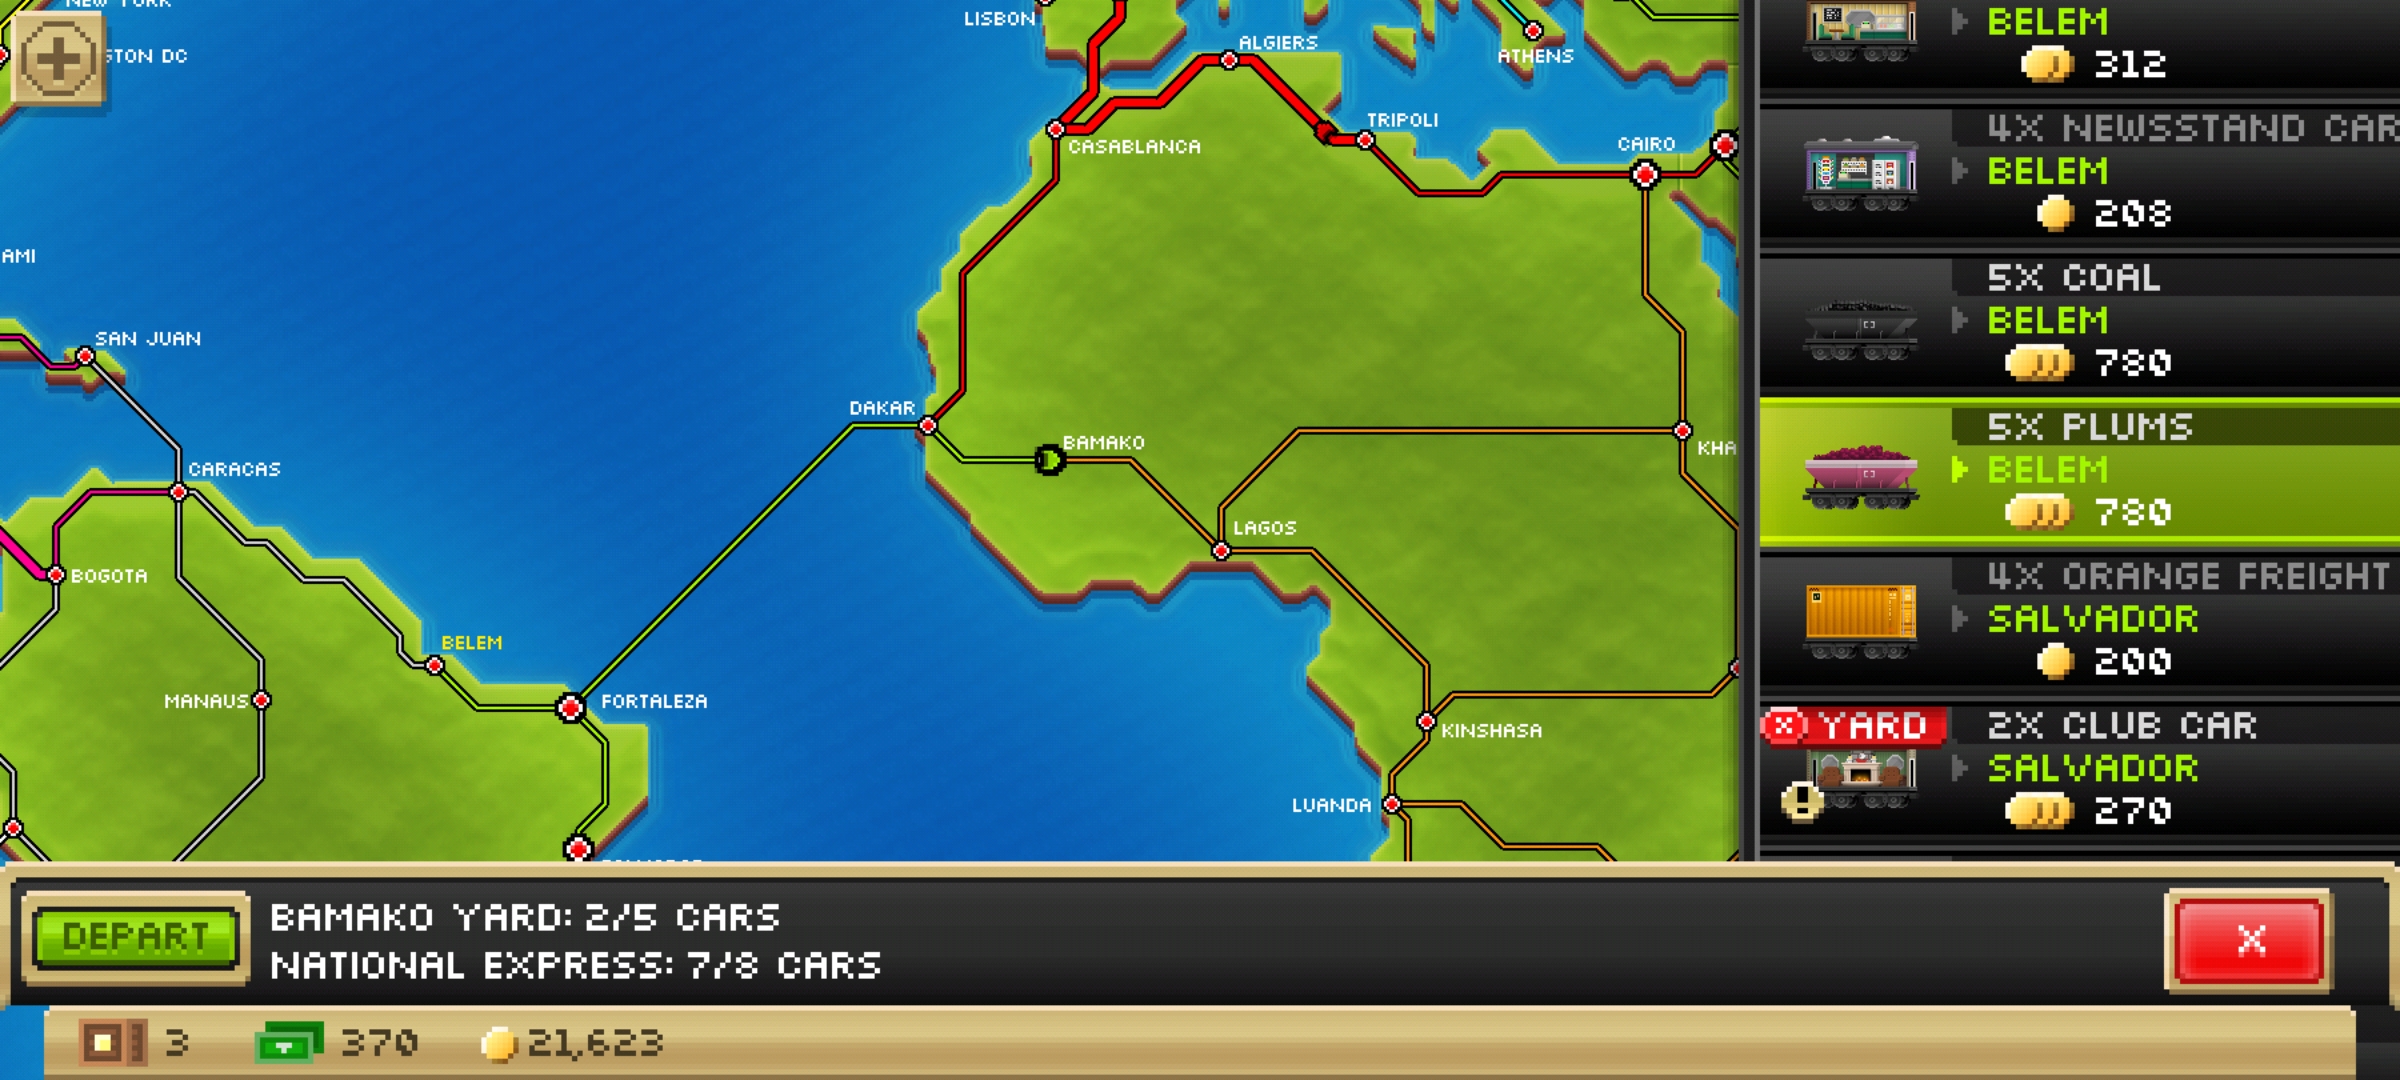 NEW YORK
LISBON
ALGIERS
ATHENS
STON DC
TRIPOLI
CASABLANCA
CAIRO
AMI
SAN JUAN
DAKAR
BAMAKO
KHA
CARACAS
LAGOS
BOGOTA
BELEM
MANAUS
FORTALEZA
KINSHASA
LUANDA
BELEM
312
4X NEWSSTAND CAR
BELEM
208
5X COAL
BELEM
780
5X PLUMS
BELEM
780
4X ORANGE FREIGHT
SALVADOR
200
YARD
2X CLUB CAR
SALVADOR
270
DEPART
BAMAKO YARD: 2/5 CARS
NATIONAL EXPRESS: 7/8 CARS
X
3
370
21,623